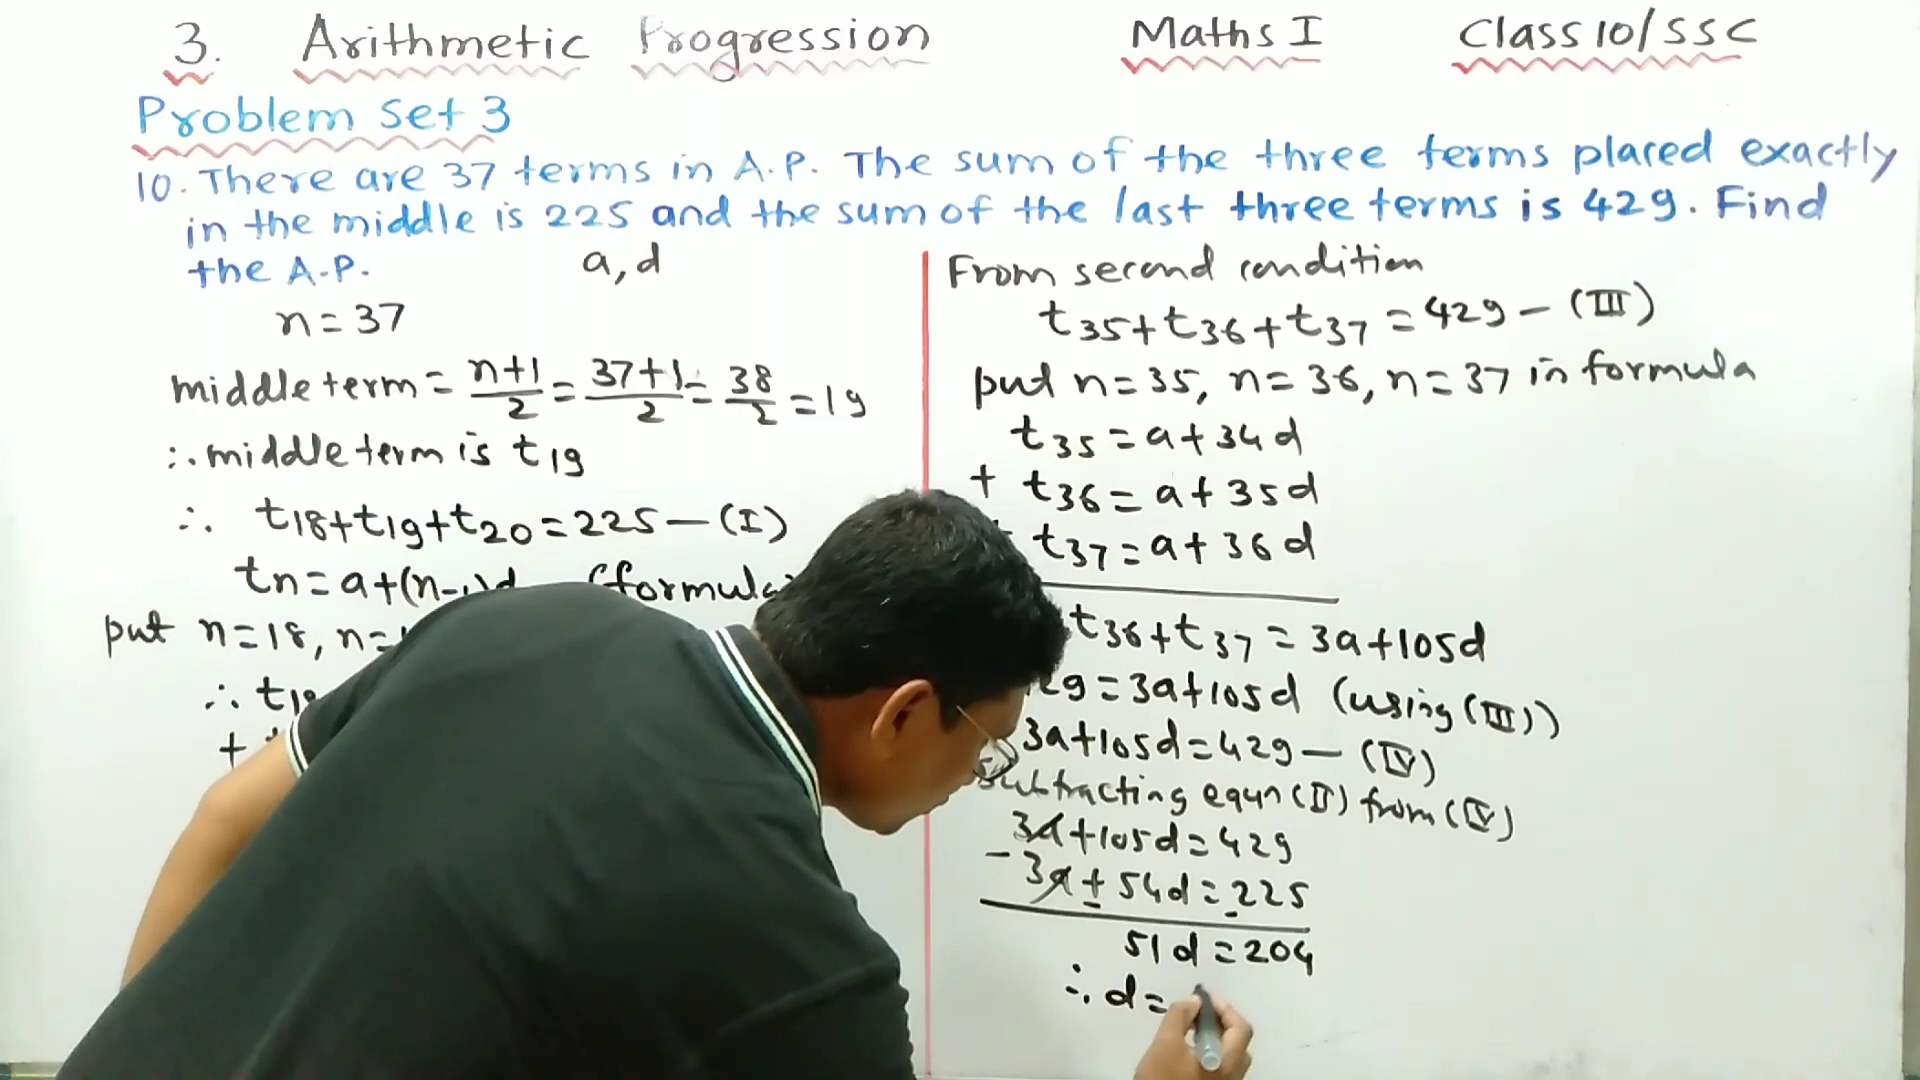 3. Arithmetic Progression Maths I Class 10/SSC
Problem Set 3
10. There are 37 terms in A.P. The sum of the three terms placed exactly
in the middle is 225 and the sum of the last three terms is 429. Find
the A.P. a, d
n = 37
middle term = n+1/2 = 37+1/2 = 38/2 = 19
∴ middle term is t19
∴ t18+t19+t20 = 225 — (I)
tn = a+(n-1)d (formula
put n=18, n=
∴ t18
+
From second condition
t35+t36+t37 = 429 — (III)
put n=35, n=36, n=37 in formula
t35 = a+34d
+ t36 = a+35d
+ t37 = a+36d
t36+t37 = 3a+105d
29 = 3a+105d (using (III))
3a+105d = 429 — (IV)
Subtracting equn (II) from (IV)
3a+105d = 429
- 3a ± 54d = -225
51d = 204
∴ d =